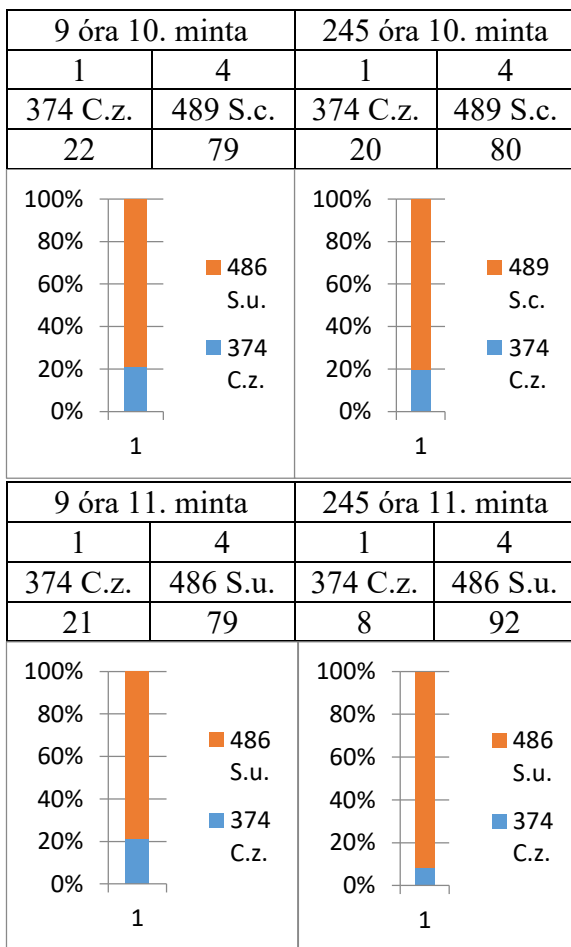 9 óra 10. minta 245 óra 10. minta
1 4 1 4
374 C.z. 489 S.c. 374 C.z. 489 S.c.
22 79 20 80
100%
80%
60%
40%
20%
0%
1
486
S.u.
374
C.z.
100%
80%
60%
40%
20%
0%
1
489
S.c.
374
C.z.
9 óra 11. minta 245 óra 11. minta
1 4 1 4
374 C.z. 486 S.u. 374 C.z. 486 S.u.
21 79 8 92
100%
80%
60%
40%
20%
0%
1
486
S.u.
374
C.z.
100%
80%
60%
40%
20%
0%
1
486
S.u.
374
C.z.